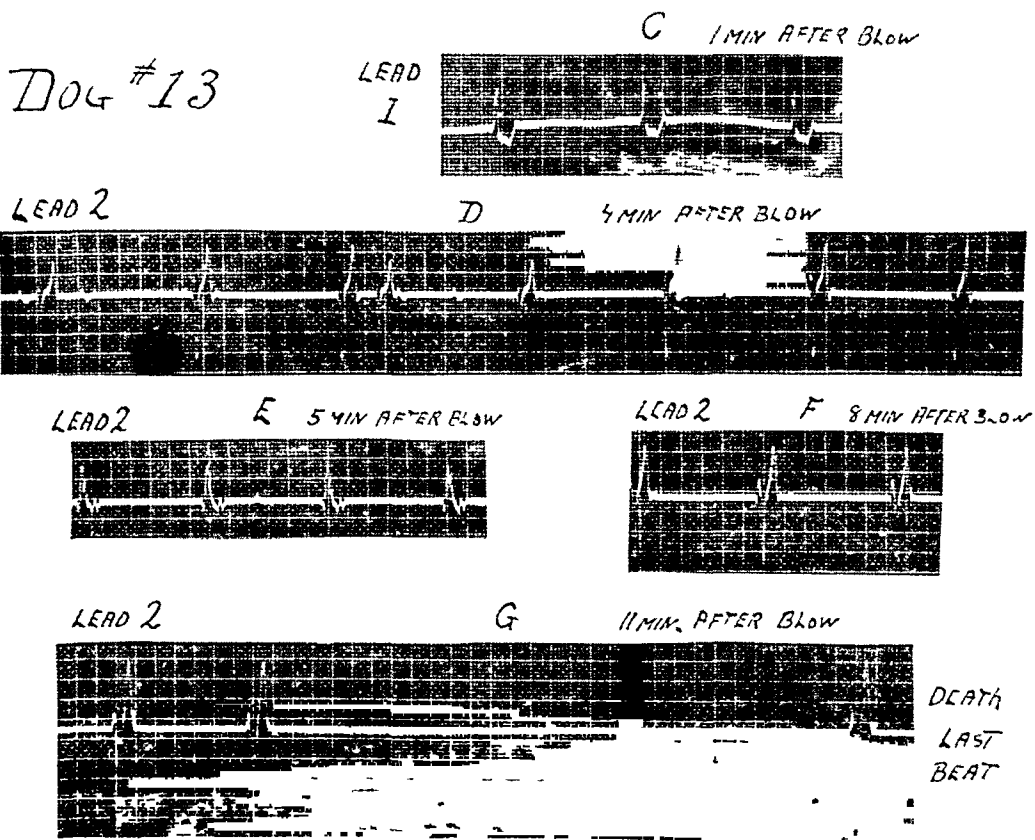 C 1 MIN AFTER BLOW
DOG #13
LEAD
I
LEAD 2 D 4 MIN AFTER BLOW
LEAD 2 E 5 MIN AFTER BLOW
LEAD 2 F 8 MIN AFTER BLOW
LEAD 2 G 11 MIN. AFTER BLOW
DEATH
LAST
BEAT